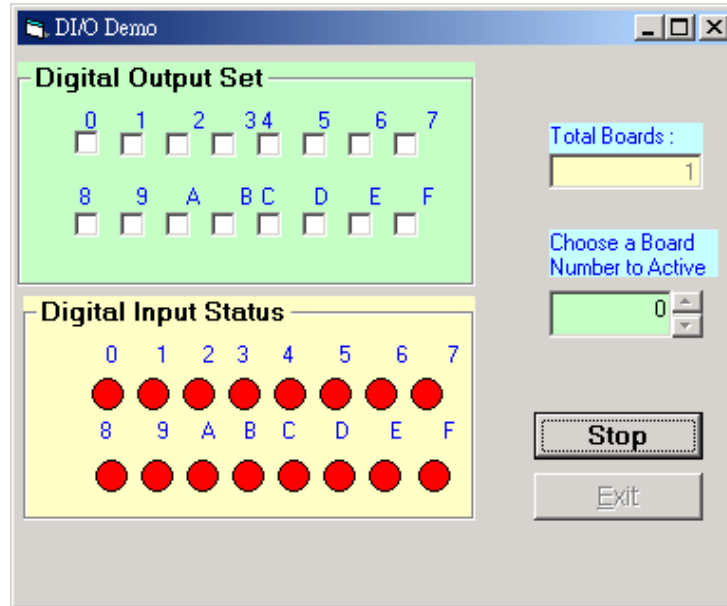 DI/O Demo
Digital Output Set
0 1 2 3 4 5 6 7
8 9 A B C D E F
Total Boards :
1
Choose a Board
Number to Active
0
Digital Input Status
0 1 2 3 4 5 6 7
8 9 A B C D E F
Stop
Exit